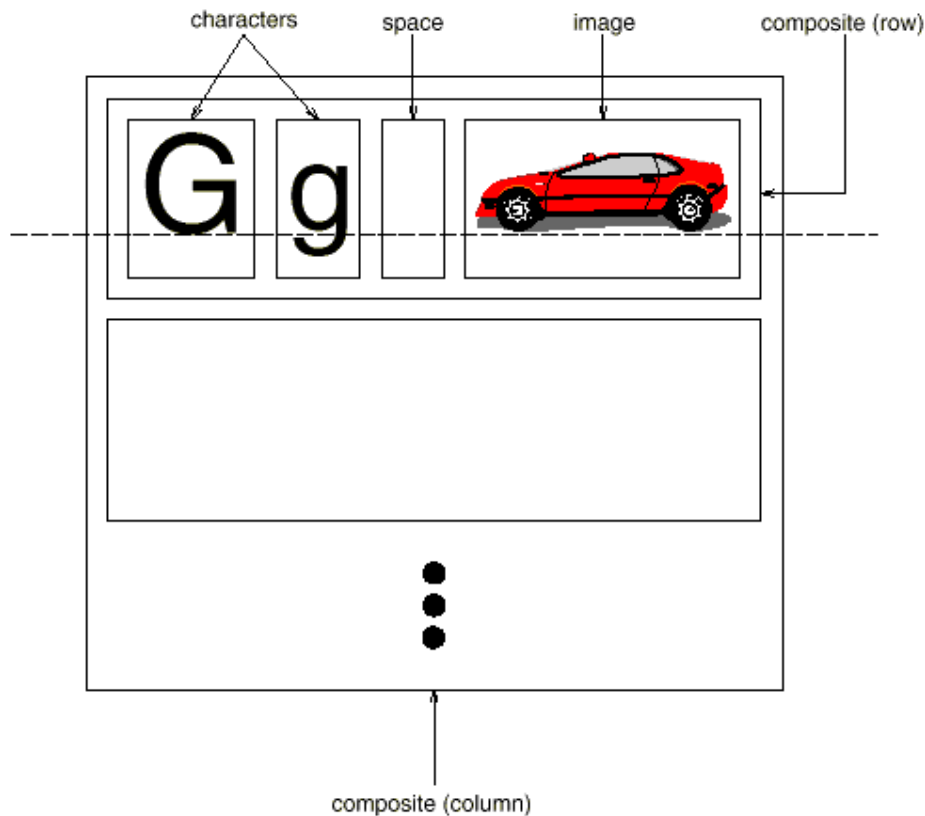 characters space image composite (row)
G g
composite (column)